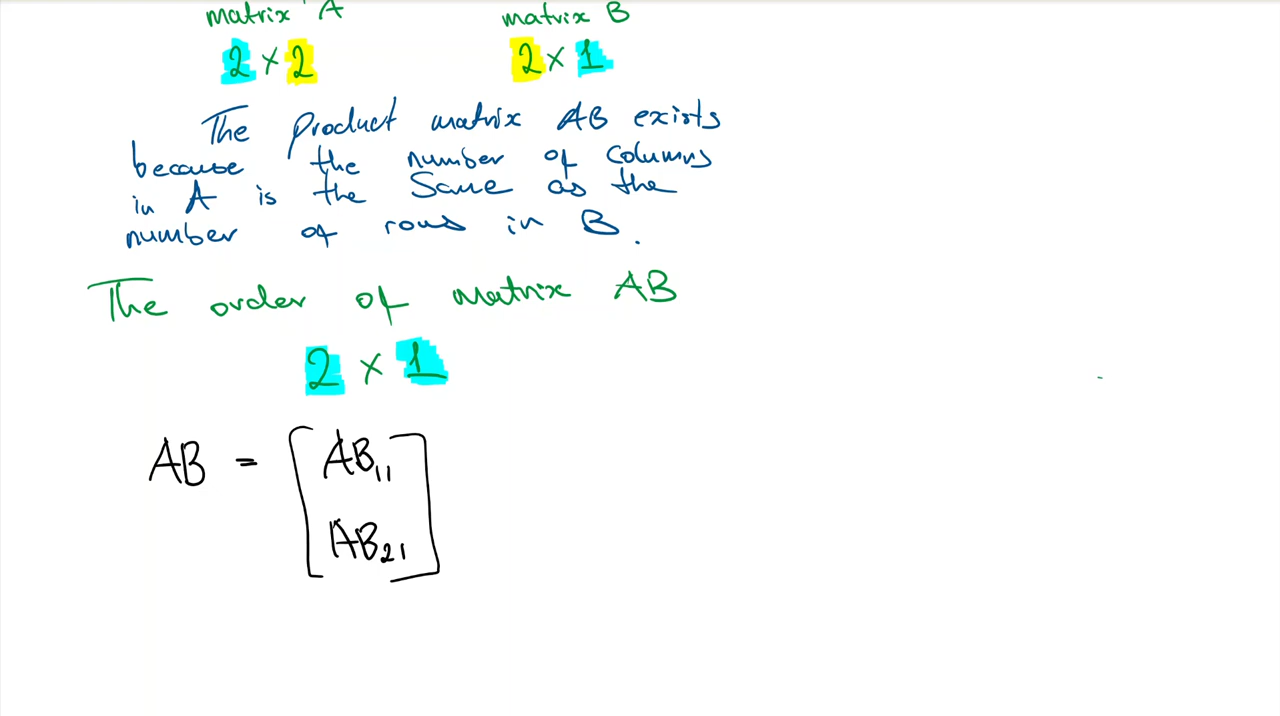 matrix A matrix B
2 × 2 2 × 1
The product matrix AB exists
because the number of columns
in A is the same as the
number of rows in B.
The order of matrix AB
2 × 1
AB = [AB₁₁
AB₂₁]